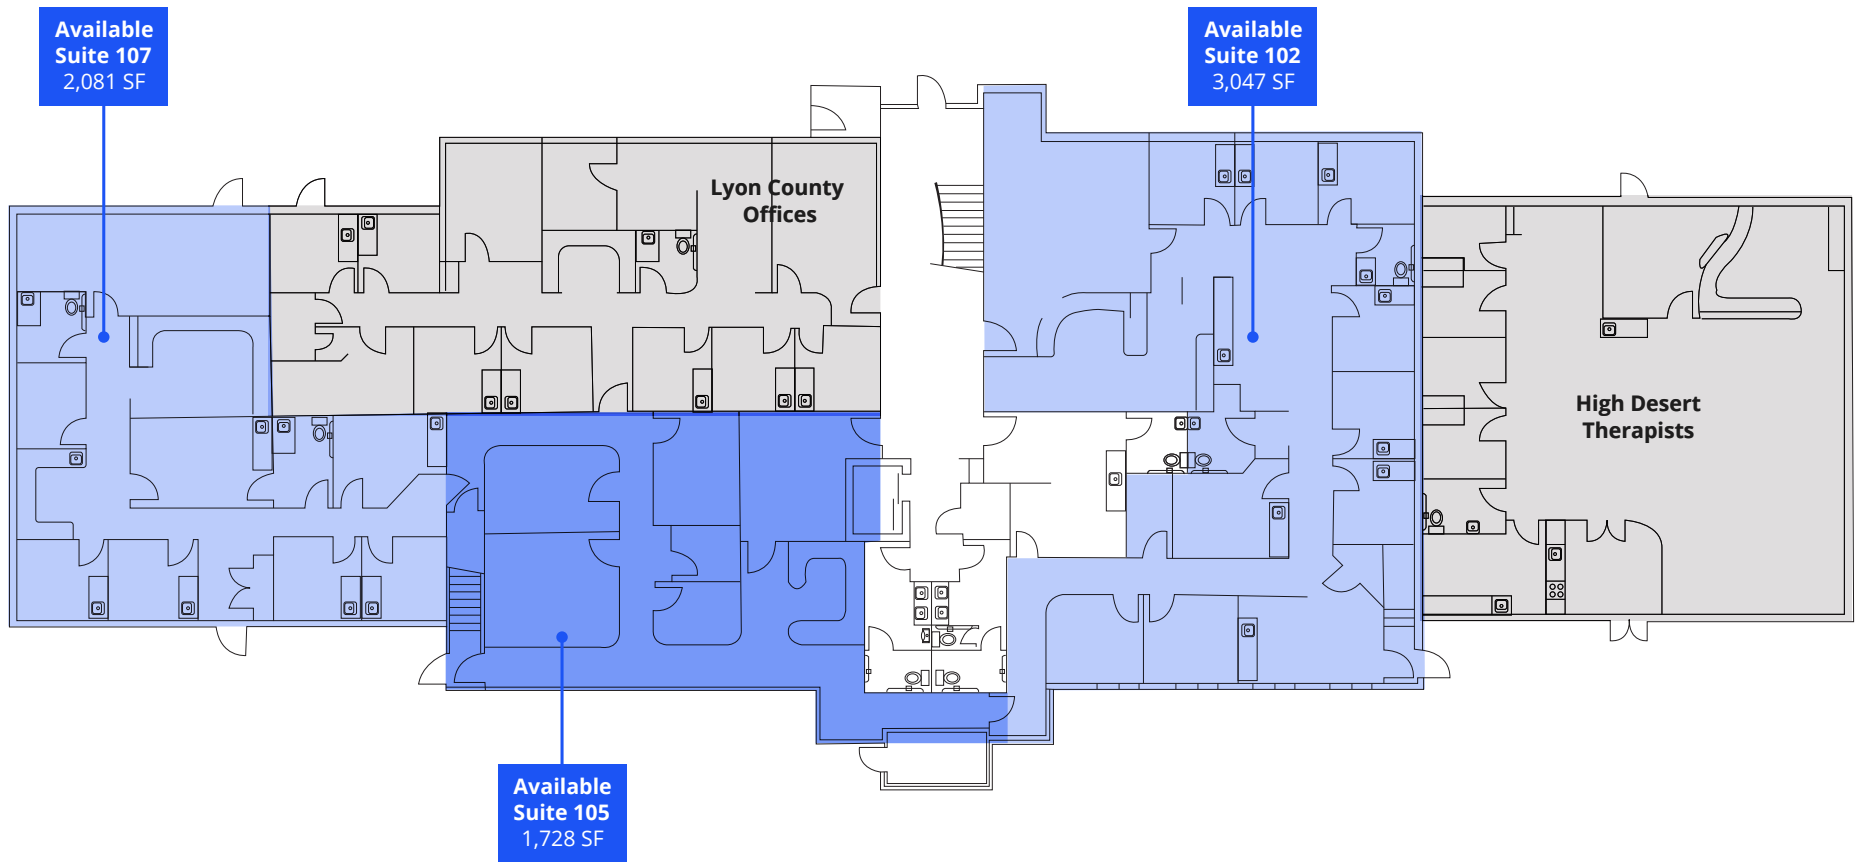 Available
Suite 107
2,081 SF
Available
Suite 102
3,047 SF
Lyon County
Offices
High Desert
Therapists
Available
Suite 105
1,728 SF